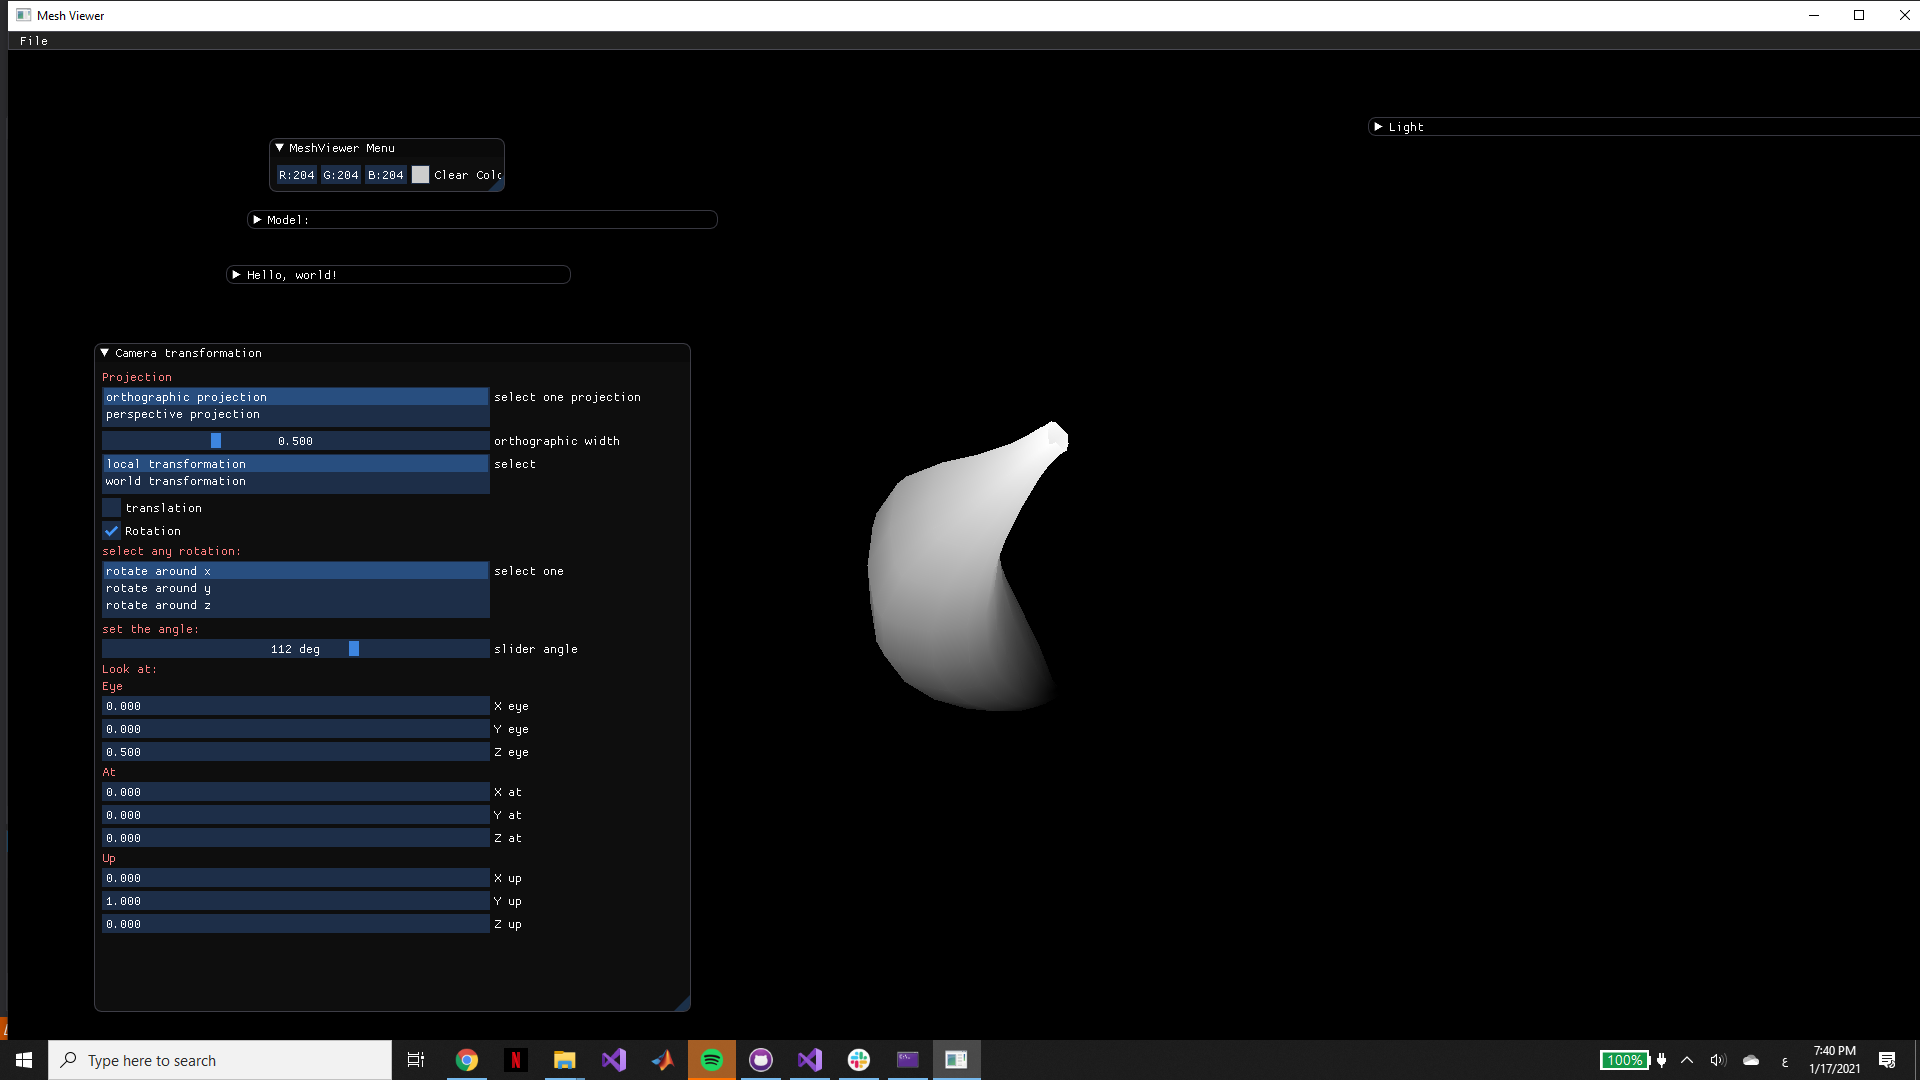 Mesh Viewer
File
Light
MeshViewer Menu
R:204 G:204 B:204 Clear Colo
Model:
Hello, world!
Camera transformation
Projection
orthographic projection select one projection
perspective projection
0.500 orthographic width
local transformation select
world transformation
translation
Rotation
select any rotation:
rotate around x select one
rotate around y
rotate around z
set the angle:
112 deg slider angle
Look at:
Eye
0.000 X eye
0.000 Y eye
0.500 Z eye
At
0.000 X at
0.000 Y at
0.000 Z at
Up
0.000 X up
1.000 Y up
0.000 Z up
Type here to search
N
100%
ع
7:40 PM
1/17/2021